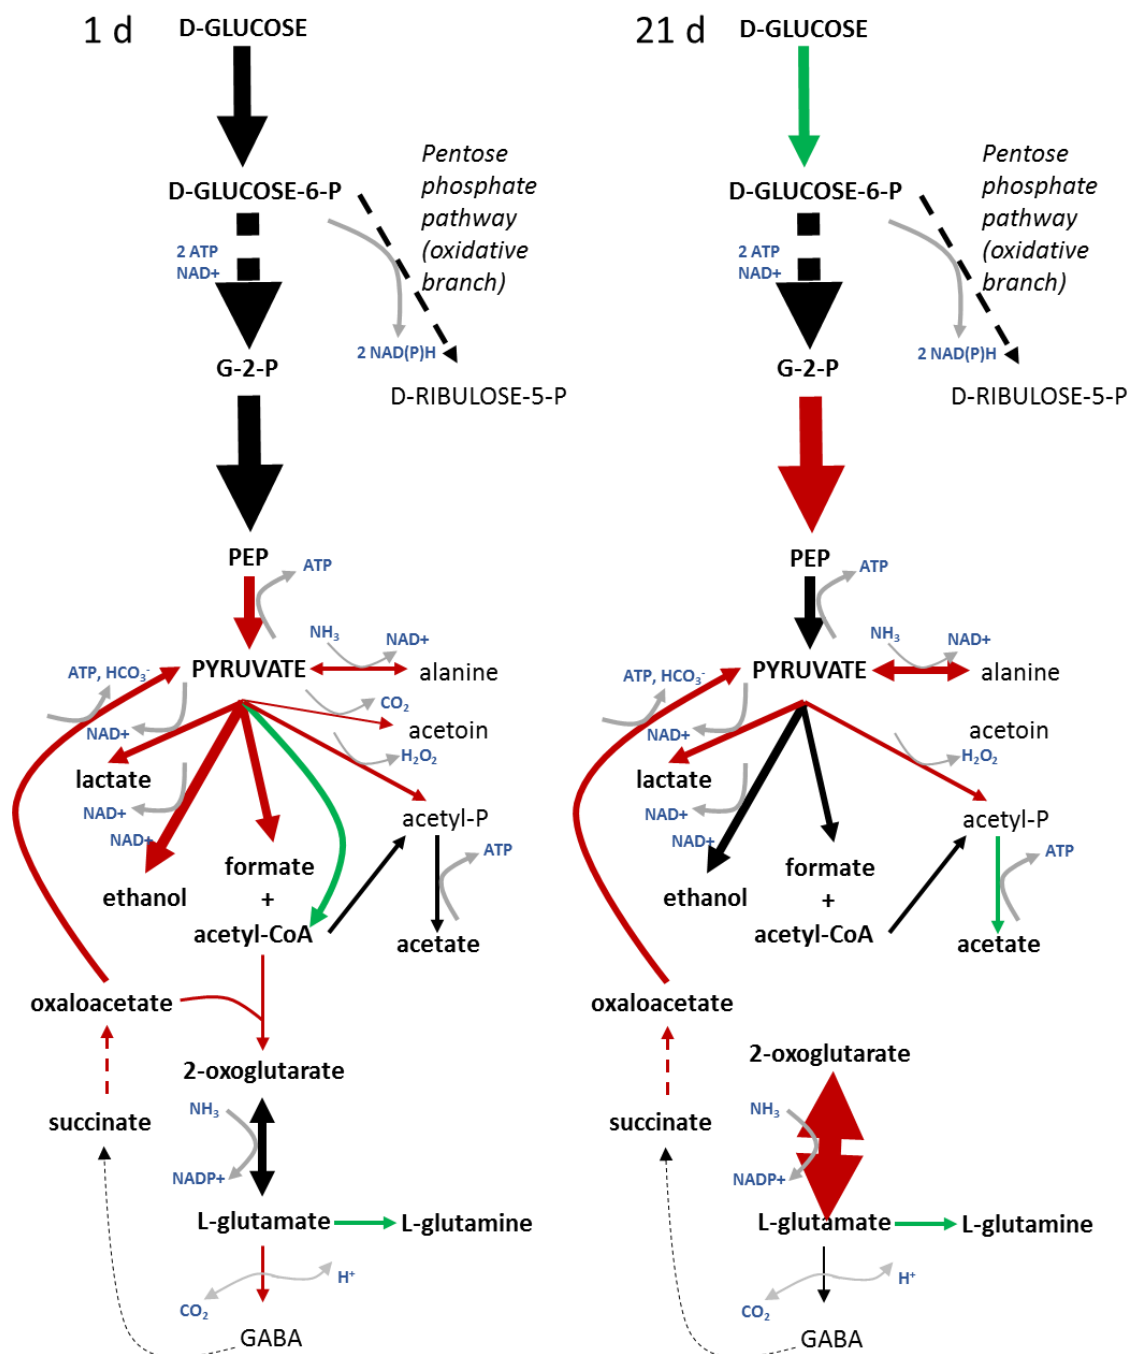 1 d
D-GLUCOSE
Pentose
phosphate
pathway
(oxidative
branch)
D-GLUCOSE-6-P
2 ATP
NAD+
2 NAD(P)H
G-2-P
D-RIBULOSE-5-P
PEP
ATP
NH₃
NAD+
ATP, HCO₃⁻
PYRUVATE
alanine
CO₂
NAD+
acetoin
H₂O₂
lactate
NAD+
acetyl-P
NAD+
ATP
formate
ethanol
+
acetyl-CoA
acetate
oxaloacetate
2-oxoglutarate
NH₃
succinate
NADP+
L-glutamate
L-glutamine
H⁺
CO₂
GABA
21 d
D-GLUCOSE
Pentose
phosphate
pathway
(oxidative
branch)
D-GLUCOSE-6-P
2 ATP
NAD+
2 NAD(P)H
G-2-P
D-RIBULOSE-5-P
PEP
ATP
NH₃
NAD+
ATP, HCO₃⁻
PYRUVATE
alanine
NAD+
acetoin
H₂O₂
lactate
NAD+
acetyl-P
NAD+
ATP
formate
ethanol
+
acetyl-CoA
acetate
oxaloacetate
2-oxoglutarate
NH₃
succinate
NADP+
L-glutamate
L-glutamine
H⁺
CO₂
GABA